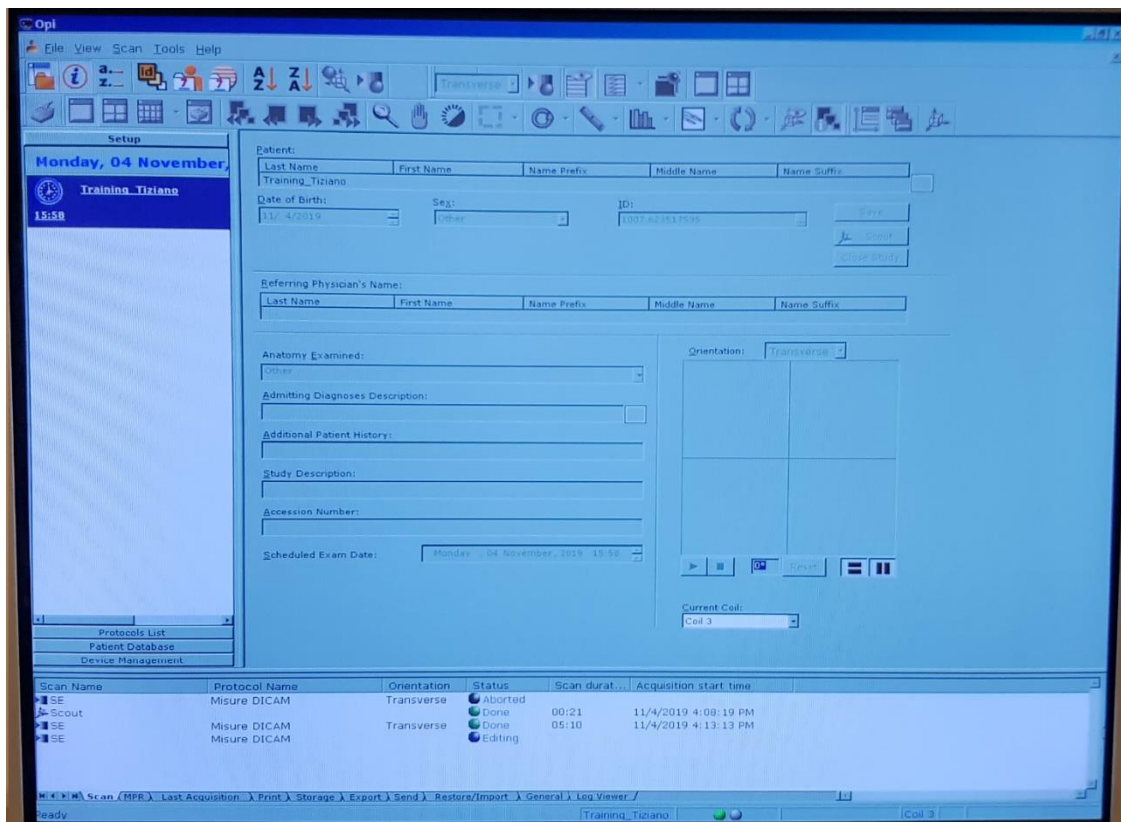 Opi
File View Scan Tools Help
Transverse
Setup
Monday, 04 November,
Training_Tiziano
15:58
Patient:
Last Name First Name Name Prefix Middle Name Name Suffix
Training_Tiziano
Date of Birth: Sex: ID:
11/ 4/2019 Other
Save
Send
Close Study
Referring Physician's Name:
Last Name First Name Name Prefix Middle Name Name Suffix
Anatomy Examined:
Other
Orientation: Transverse
Admitting Diagnoses Description:
Additional Patient History:
Study Description:
Accession Number:
Scheduled Exam Date: Monday , 04 November, 2019 15:58
0° Reset
Current Coil:
Coil 3
Protocols List
Patient Database
Device Management
Scan Name Protocol Name Orientation Status Scan durat... Acquisition start time
SE Misure DICAM Transverse Aborted
Scout Done 00:21 11/4/2019 4:08:19 PM
SE Misure DICAM Transverse Done 05:10 11/4/2019 4:13:13 PM
SE Misure DICAM Editing
Scan MPR Last Acquisition Print Storage Export Send Restore/Import General Log Viewer
Ready Training_Tiziano Coil 3